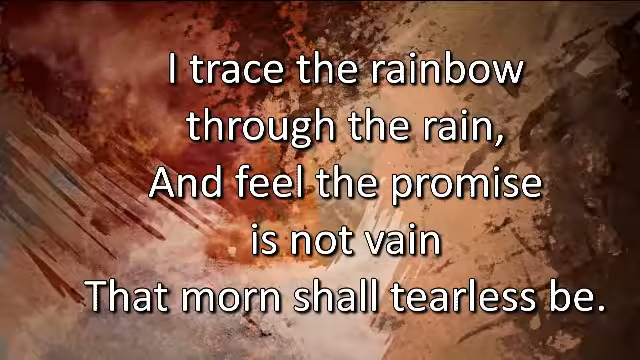 I trace the rainbow
through the rain,
And feel the promise
is not vain
That morn shall tearless be.